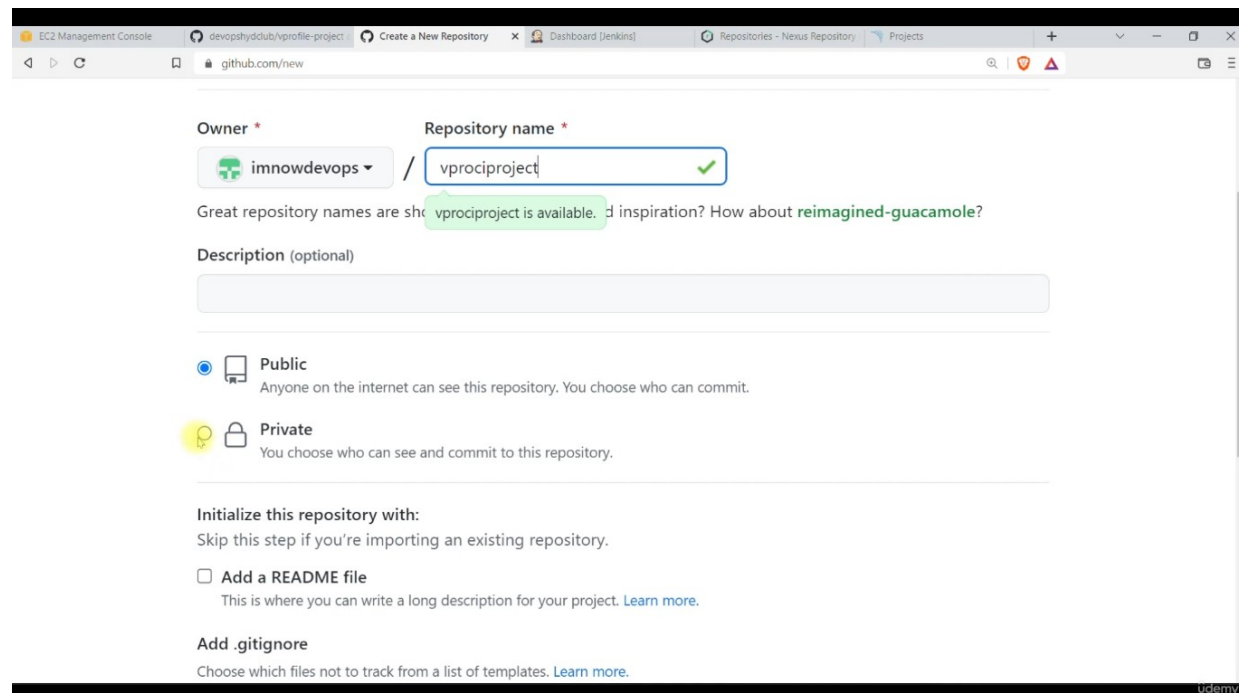 EC2 Management Console
devopshydclub/vprofile-project
Create a New Repository
Dashboard [Jenkins]
Repositories - Nexus Repository
Projects
github.com/new
Owner *
Repository name *
imnowdevops
/
vprociproject
Great repository names are sho
vprociproject is available.
d inspiration? How about reimagined-guacamole?
Description (optional)
Public
Anyone on the internet can see this repository. You choose who can commit.
Private
You choose who can see and commit to this repository.
Initialize this repository with:
Skip this step if you're importing an existing repository.
Add a README file
This is where you can write a long description for your project. Learn more.
Add .gitignore
Choose which files not to track from a list of templates. Learn more.
udemy